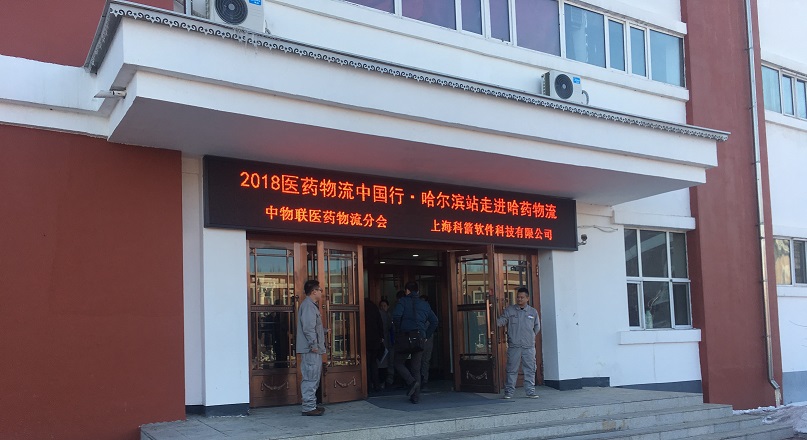 2018医药物流中国行·哈尔滨站走进哈药物流
中物联医药物流分会 上海科箭软件科技有限公司